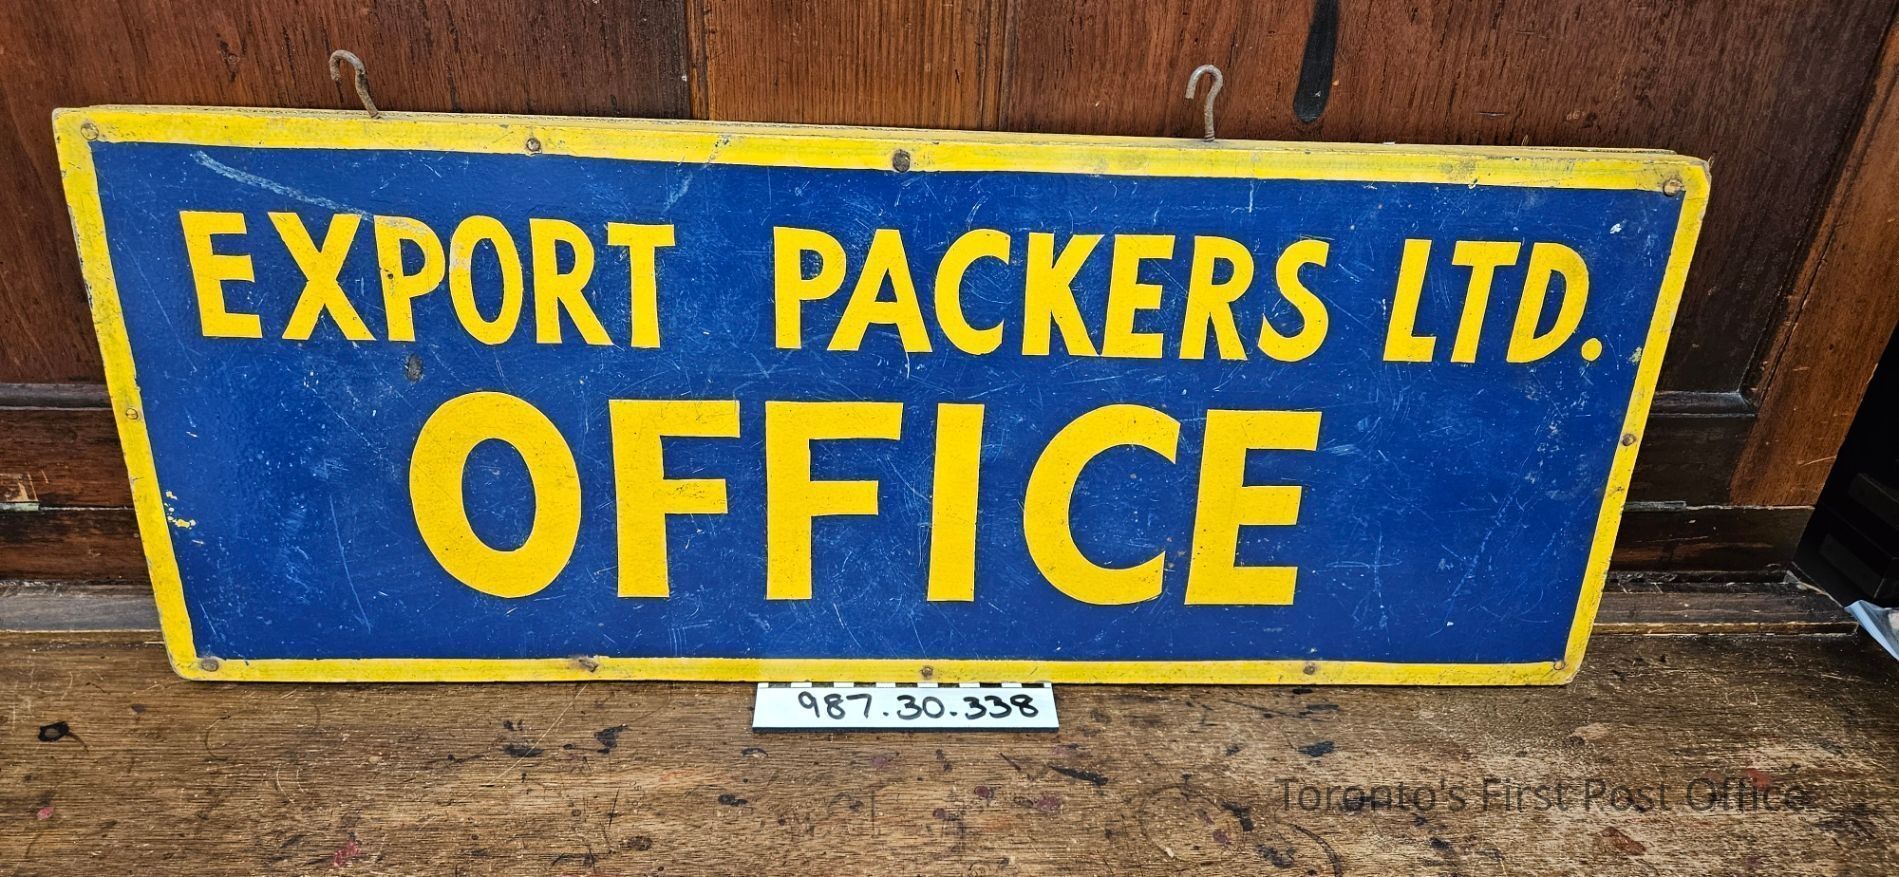 EXPORT PACKERS LTD.
OFFICE
987.30.338
Toronto's First Post Office